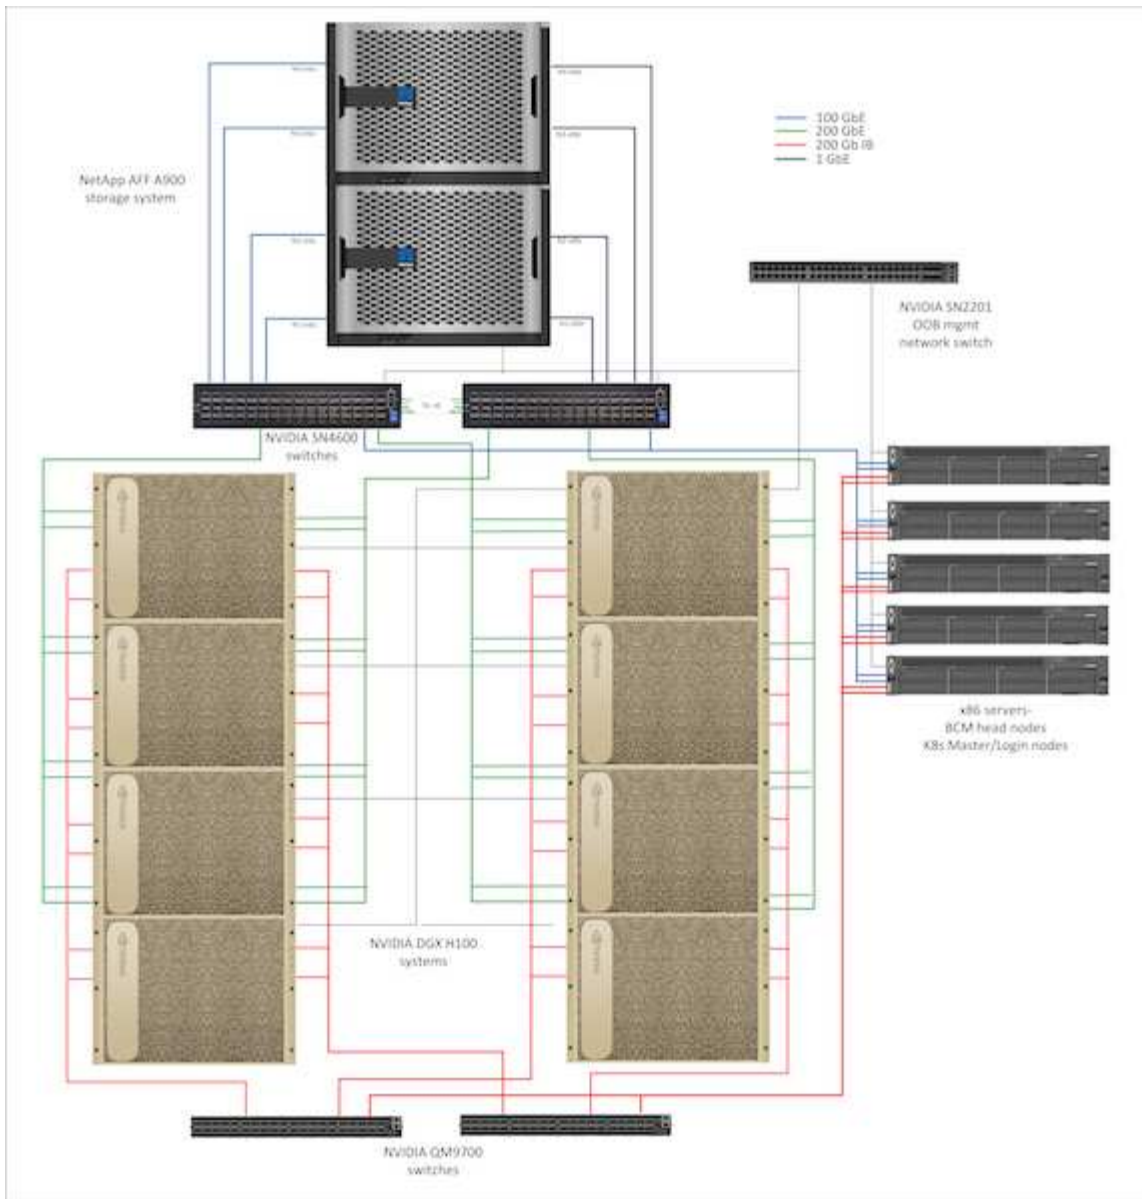 100 GbE
200 GbE
200 Gb IB
1 GbE
NetApp AFF A900
storage system
NVIDIA SN2201
OOB mgmt
network switch
NVIDIA SN4600
switches
x86 servers-
BCM head nodes
K8s Master/Login nodes
NVIDIA DGX H100
systems
NVIDIA QM9700
switches